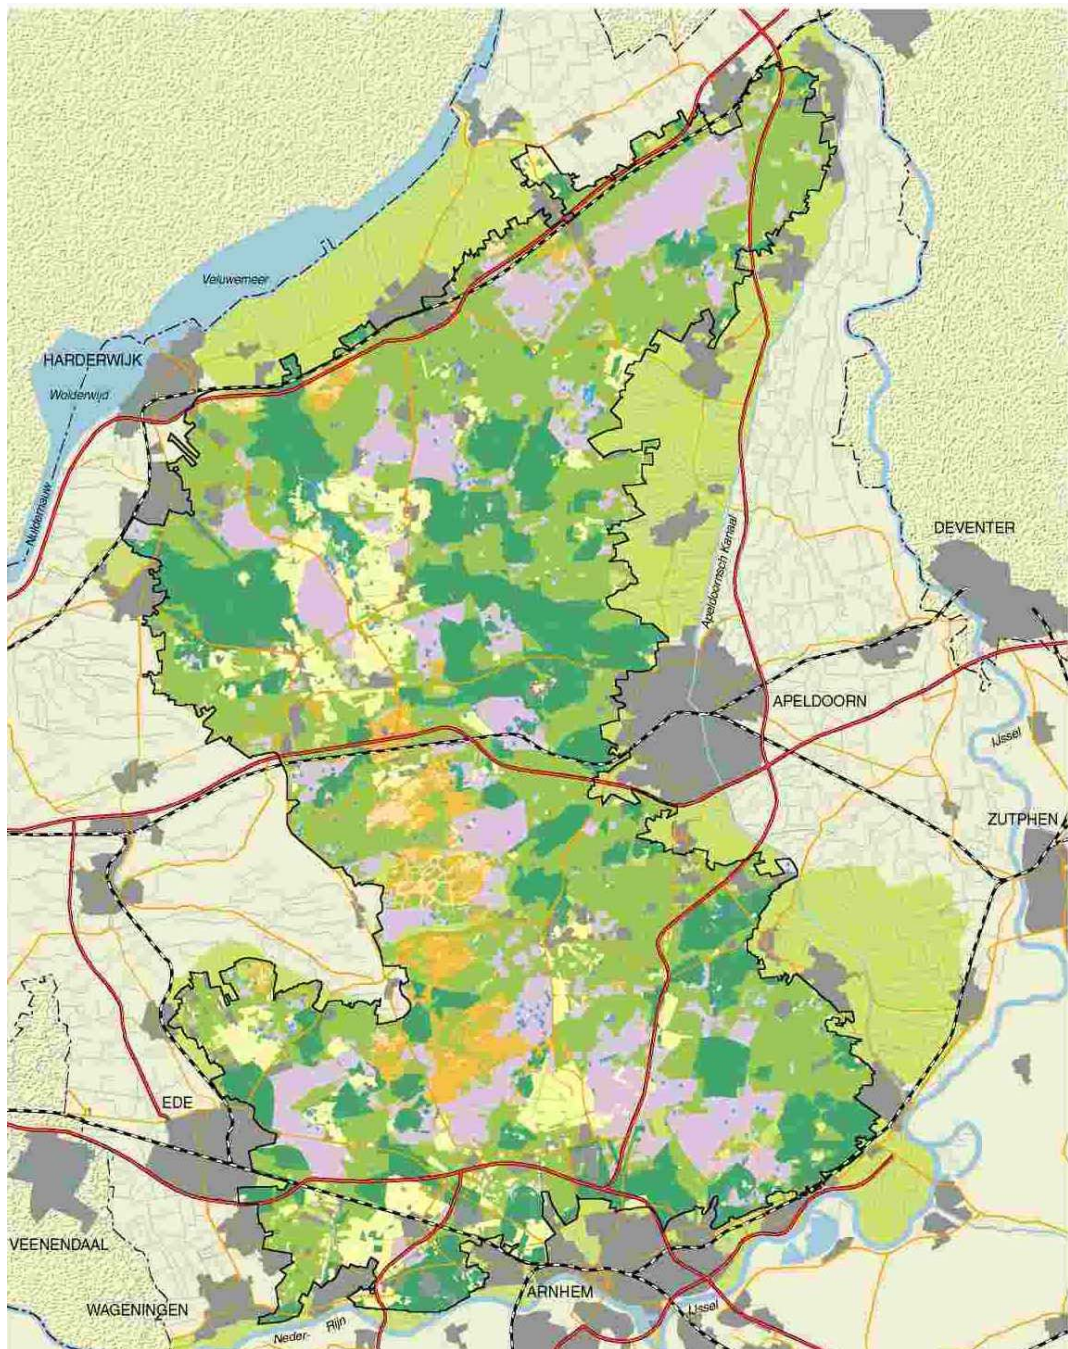 Veluwemeer
HARDERWIJK
Wolderwijd
Nuldernauw
DEVENTER
Apeldoornsch Kanaal
APELDOORN
IJssel
ZUTPHEN
EDE
VEENENDAAL
WAGENINGEN
ARNHEM
IJssel
Neder- Rijn